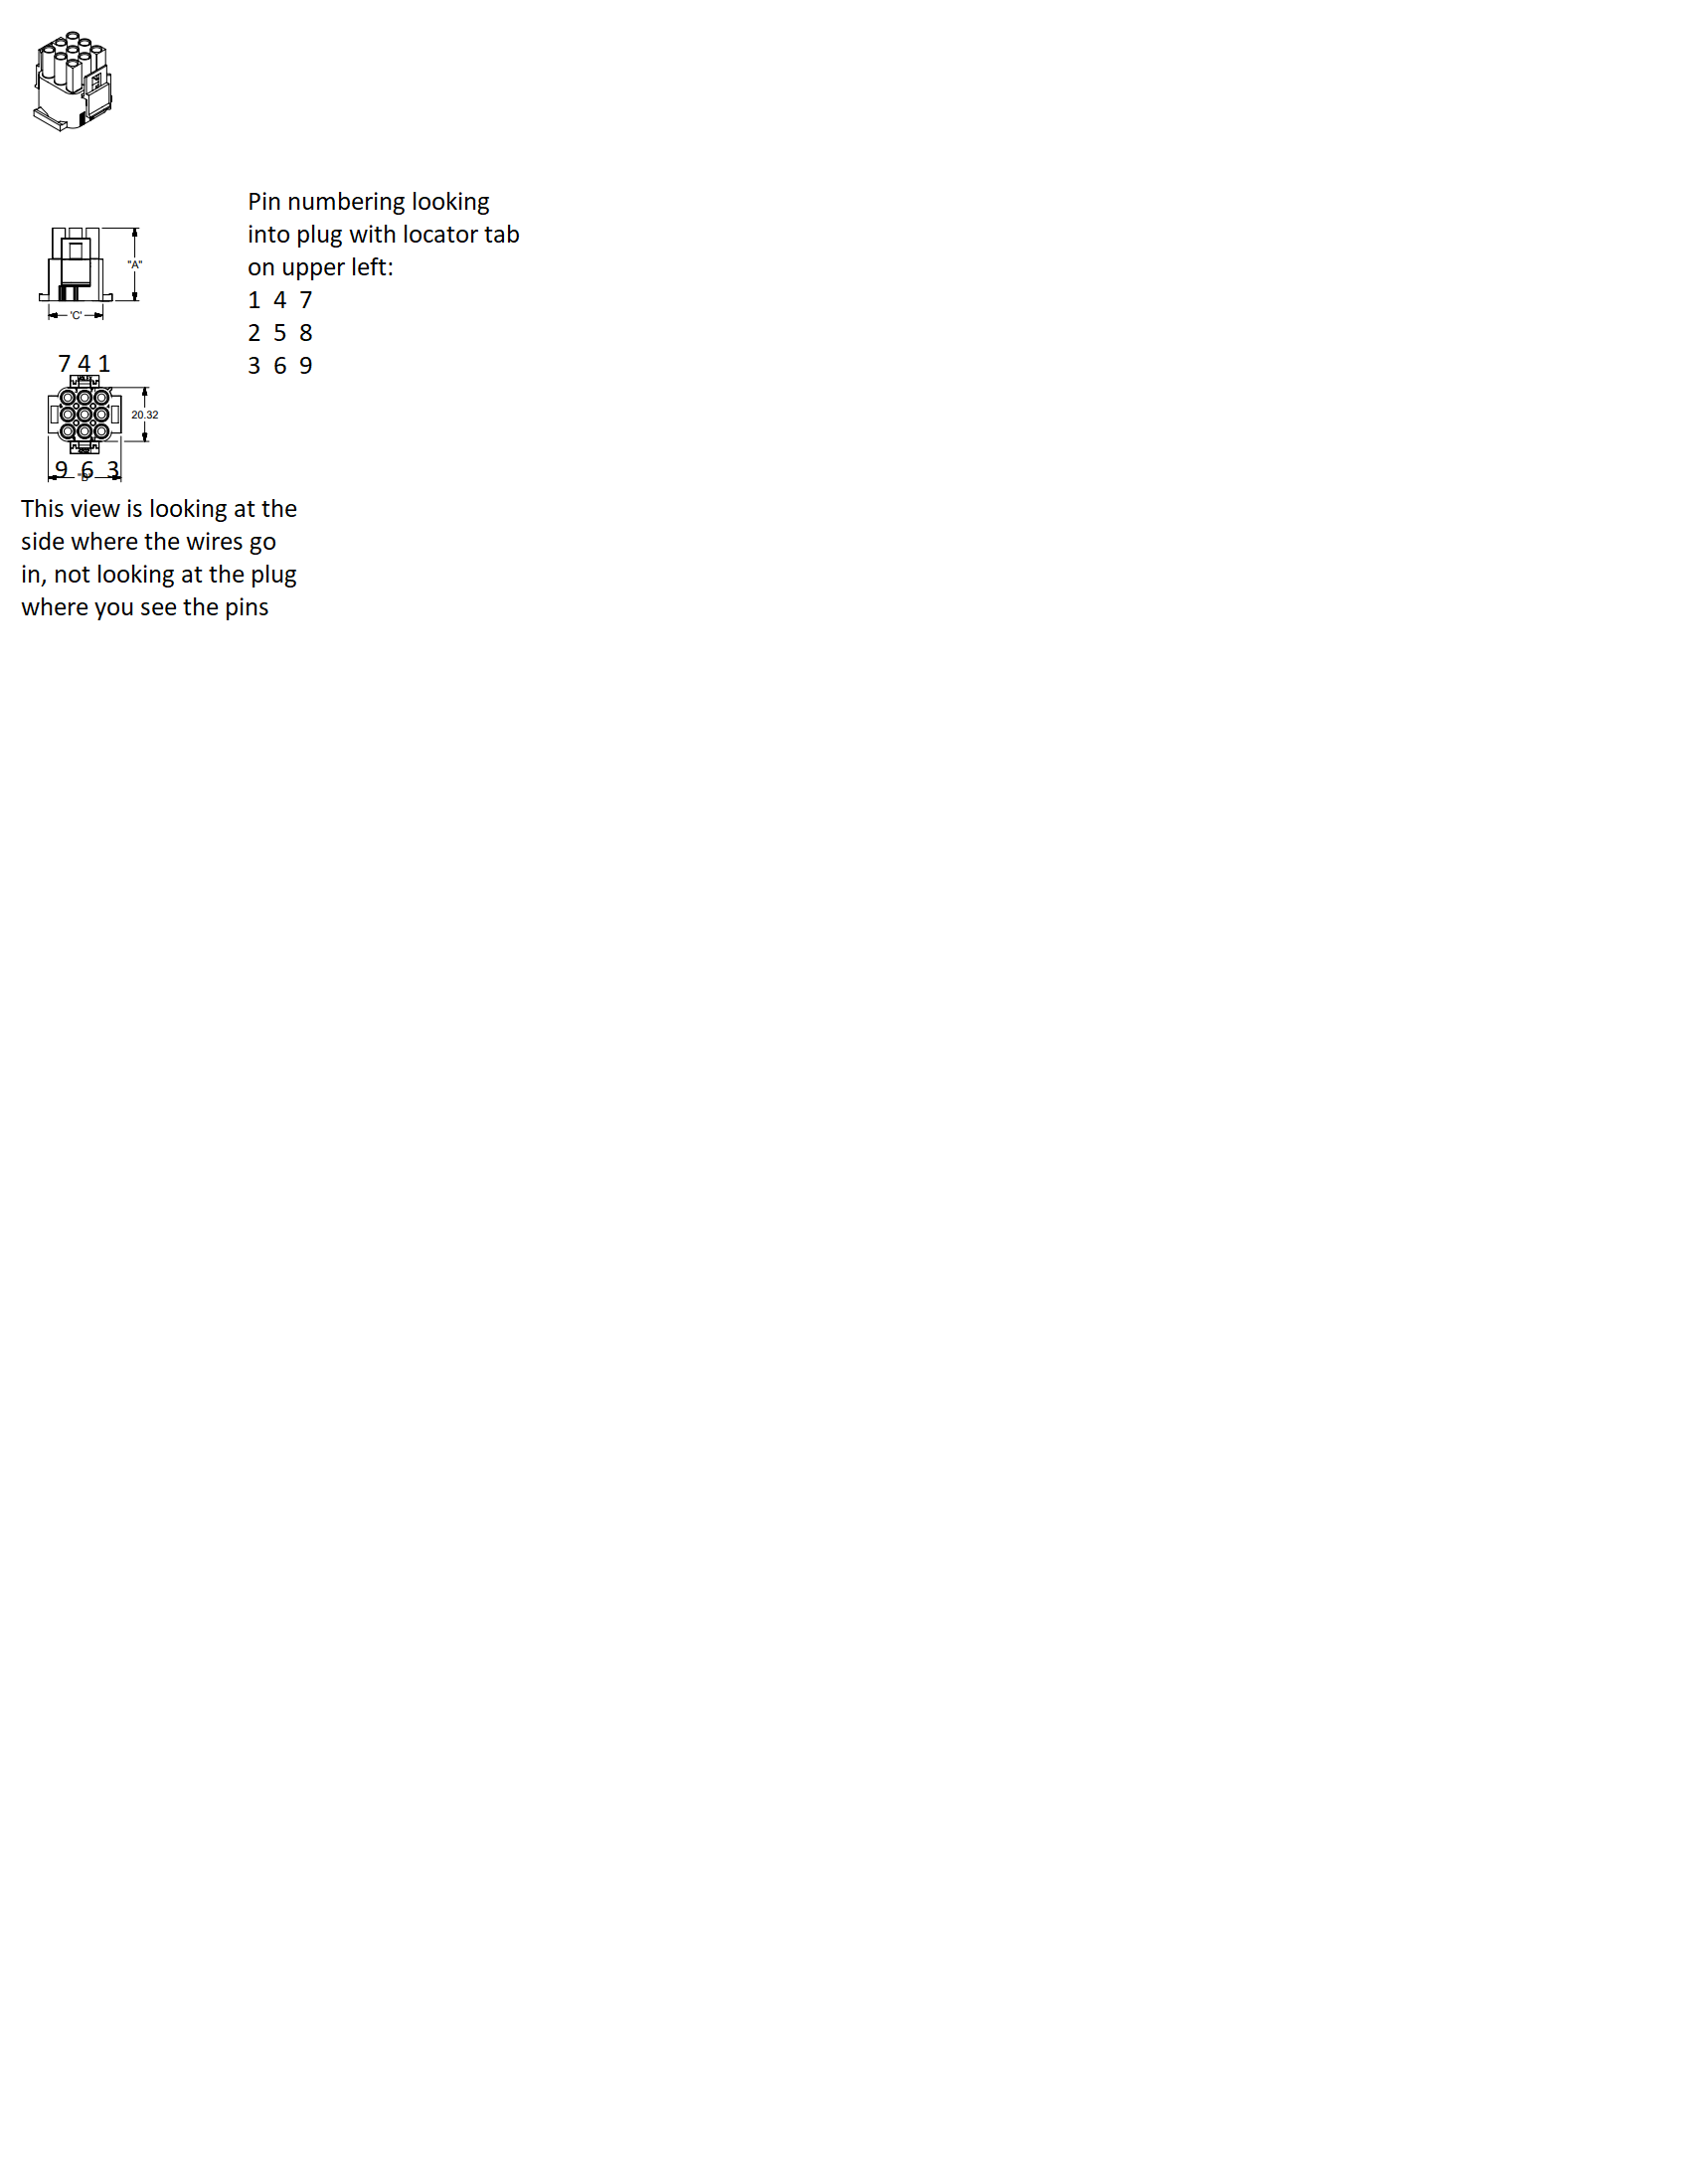 Pin numbering looking
into plug with locator tab
on upper left:
1 4 7
2 5 8
3 6 9
"A"
"C"
7 4 1
20.32
9 6 3
"B"
This view is looking at the
side where the wires go
in, not looking at the plug
where you see the pins